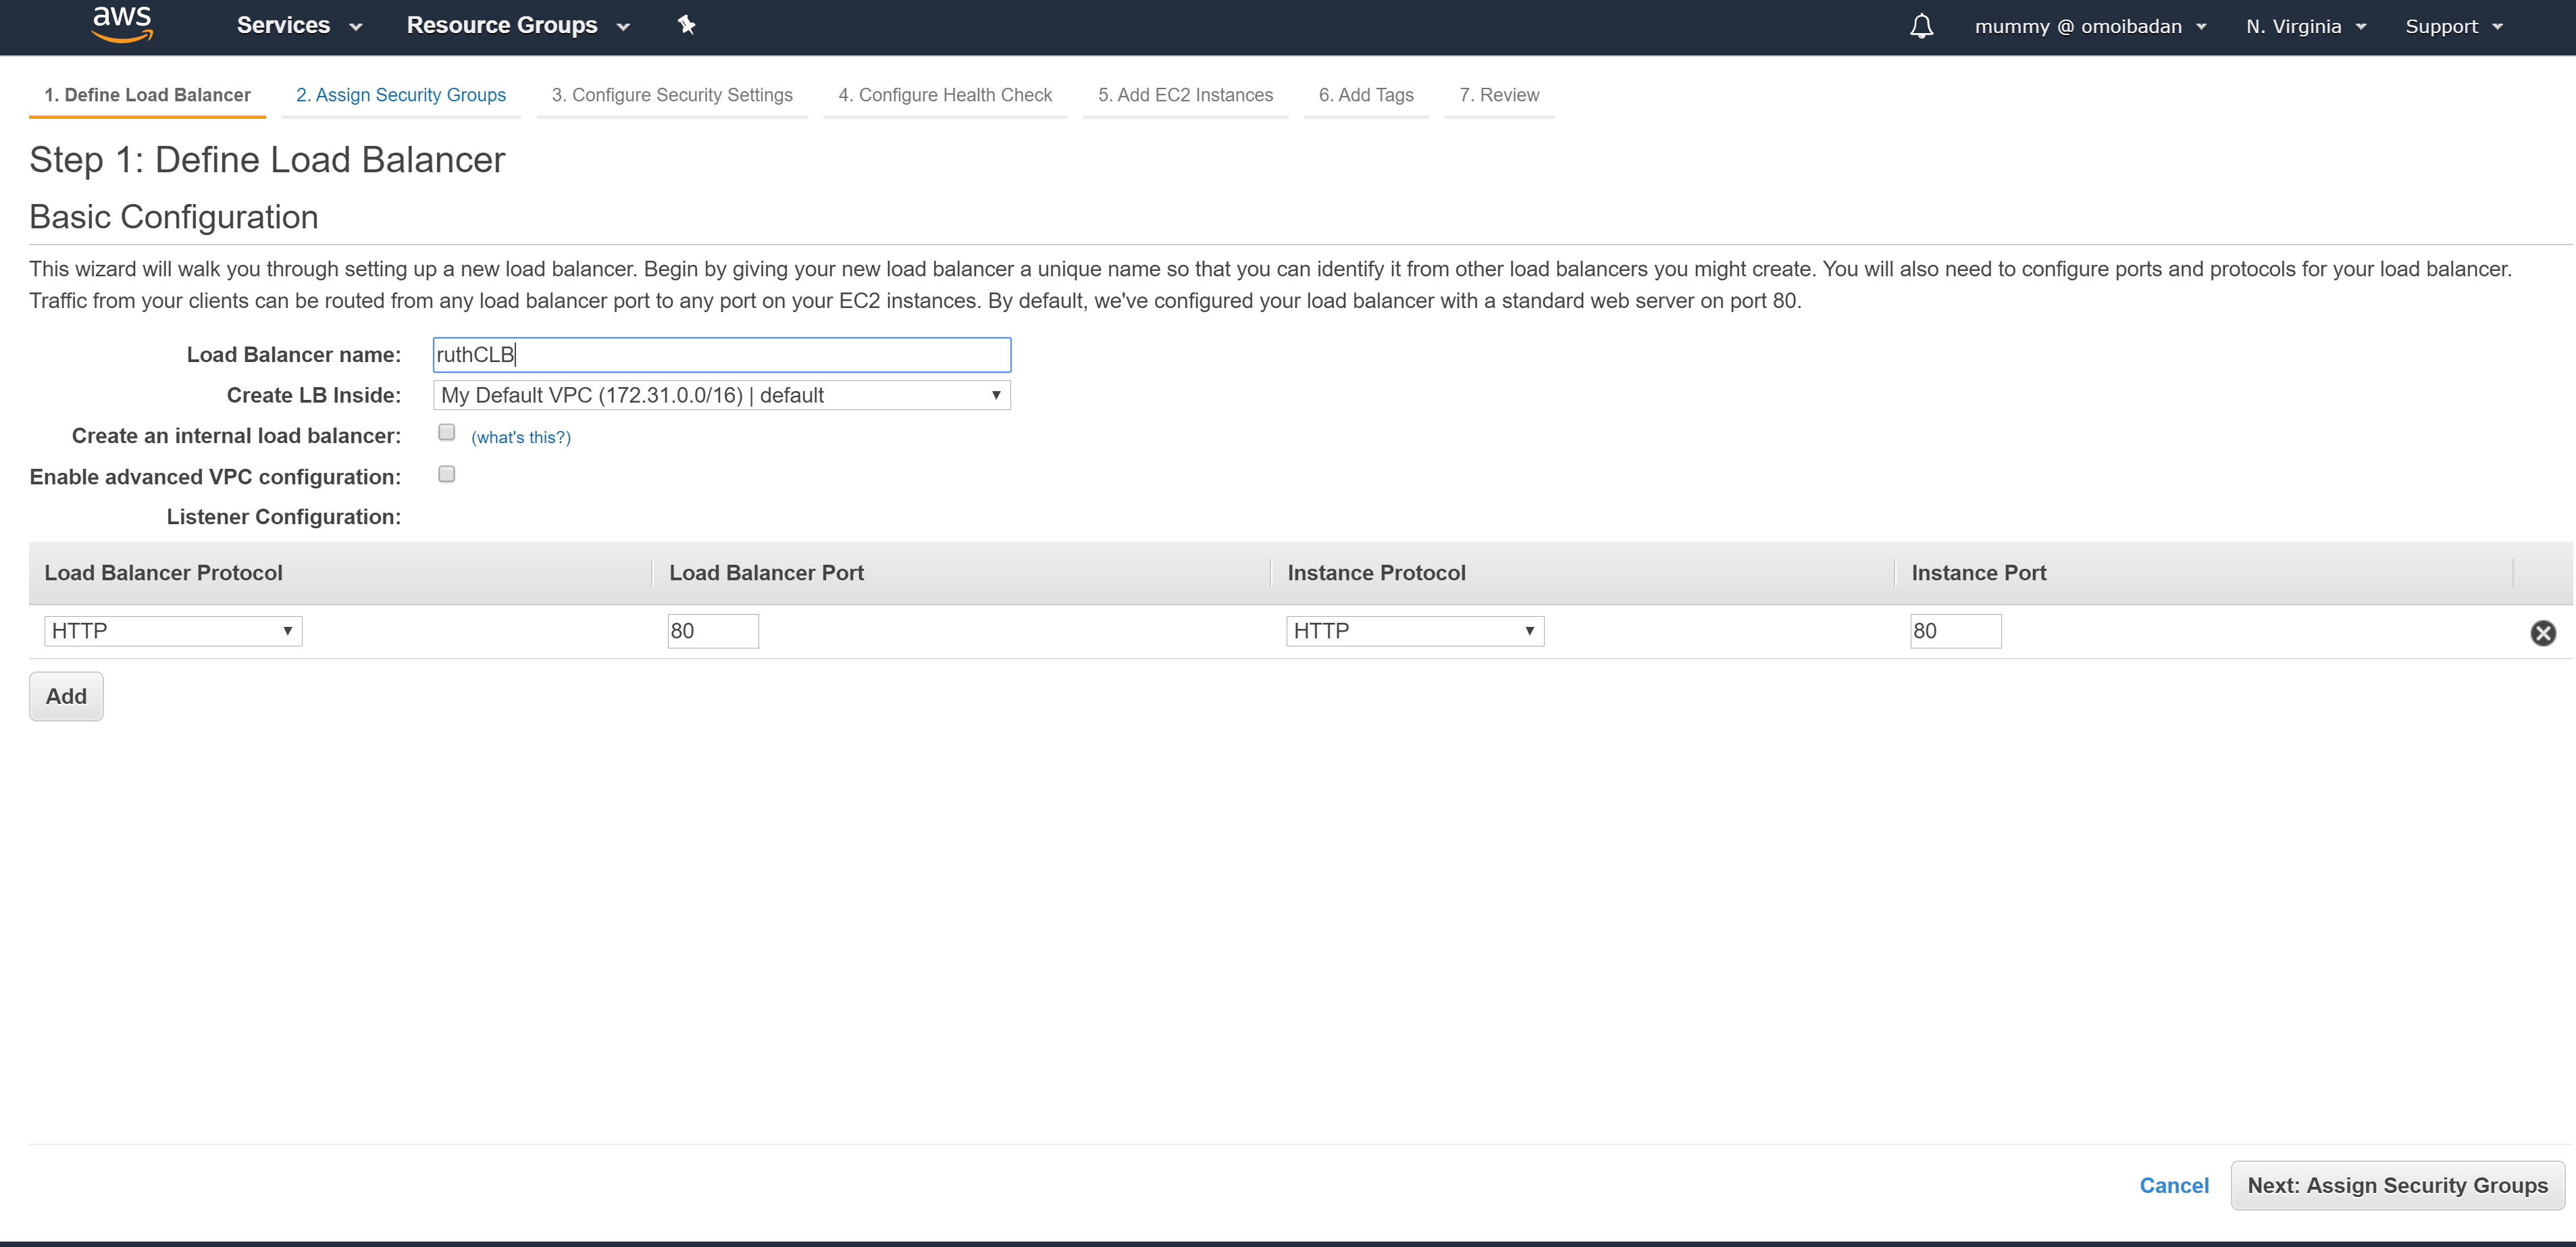 aws Services Resource Groups mummy @ omoibadan N. Virginia Support
1. Define Load Balancer 2. Assign Security Groups 3. Configure Security Settings 4. Configure Health Check 5. Add EC2 Instances 6. Add Tags 7. Review
Step 1: Define Load Balancer
Basic Configuration
This wizard will walk you through setting up a new load balancer. Begin by giving your new load balancer a unique name so that you can identify it from other load balancers you might create. You will also need to configure ports and protocols for your load balancer.
Traffic from your clients can be routed from any load balancer port to any port on your EC2 instances. By default, we've configured your load balancer with a standard web server on port 80.
Load Balancer name: ruthCLB
Create LB Inside: My Default VPC (172.31.0.0/16) | default
Create an internal load balancer: (what's this?)
Enable advanced VPC configuration:
Listener Configuration:
Load Balancer Protocol Load Balancer Port Instance Protocol Instance Port
HTTP 80 HTTP 80
Add
Cancel Next: Assign Security Groups